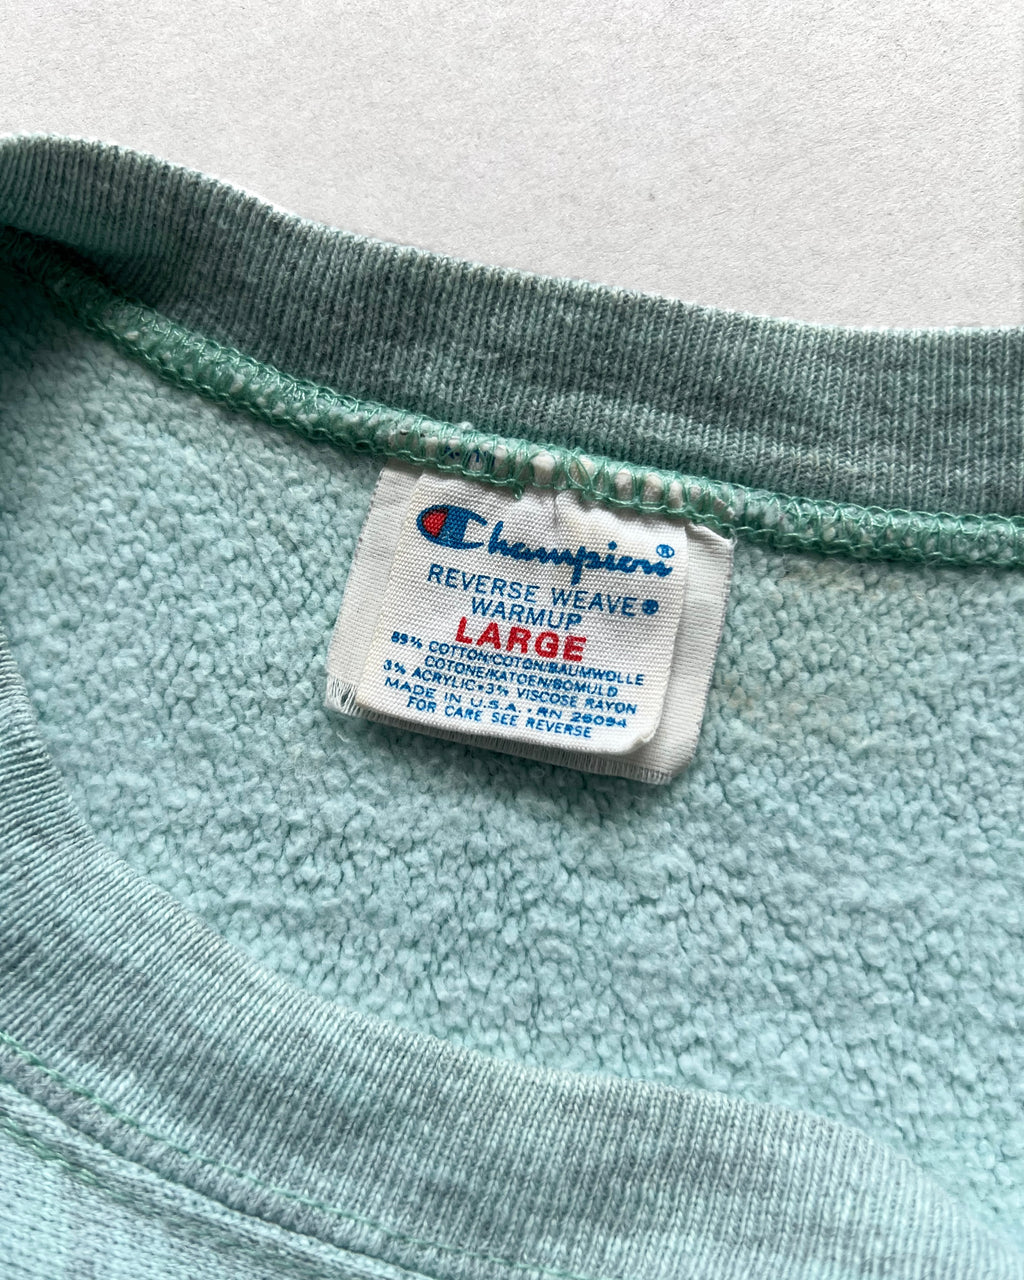 Champion®
REVERSE WEAVE®
WARMUP
LARGE
89% COTTON/COTON/BAUMWOLLE
COTONE/KATOEN/BOMULD
3% ACRYLIC•3% VISCOSE RAYON
MADE IN U.S.A. • RN 26094
FOR CARE SEE REVERSE